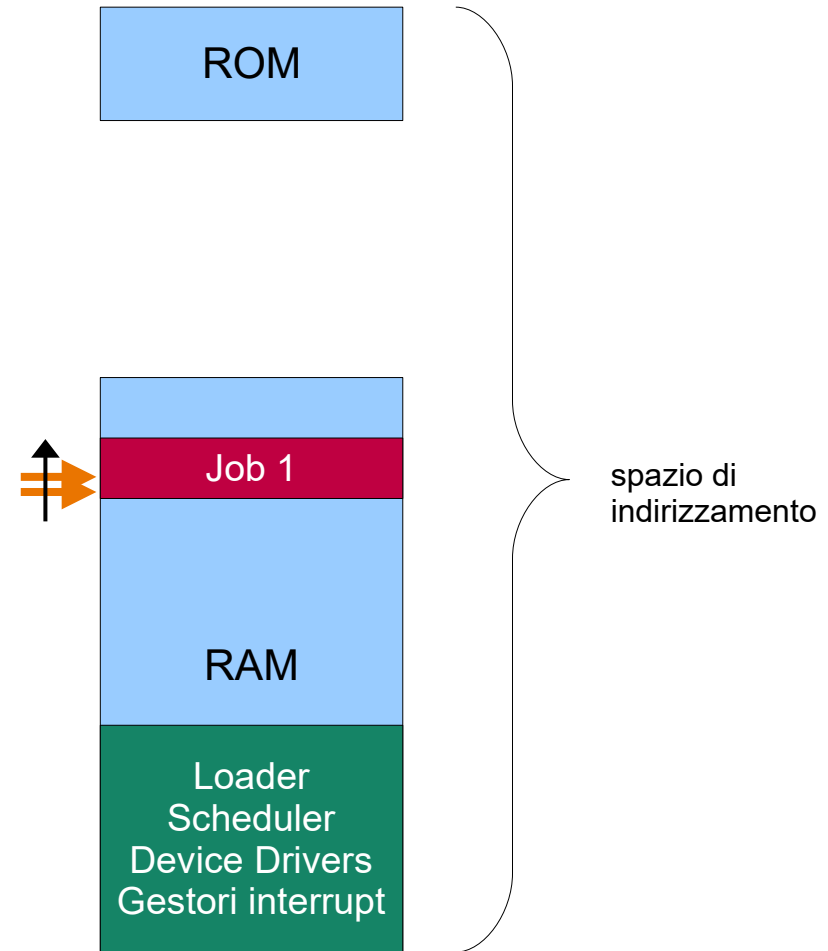 ROM
Job 1
spazio di
indirizzamento
RAM
Loader
Scheduler
Device Drivers
Gestori interrupt